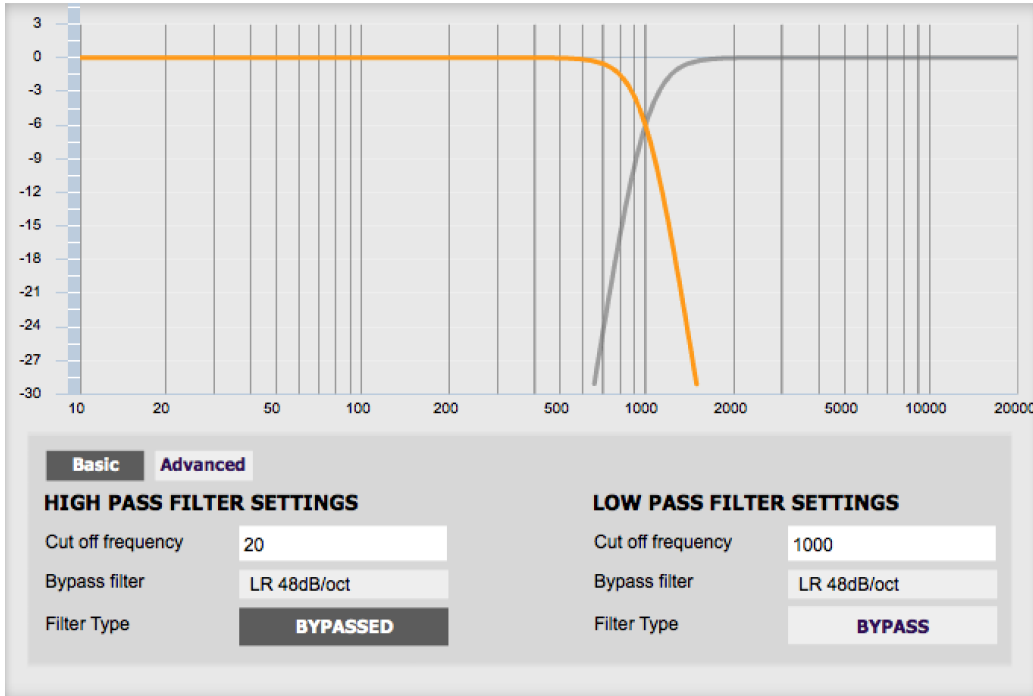 3
0
-3
-6
-9
-12
-15
-18
-21
-24
-27
-30
10 20 50 100 200 500 1000 2000 5000 10000 20000
Basic Advanced
HIGH PASS FILTER SETTINGS LOW PASS FILTER SETTINGS
Cut off frequency 20 Cut off frequency 1000
Bypass filter LR 48dB/oct Bypass filter LR 48dB/oct
Filter Type BYPASSED Filter Type BYPASS